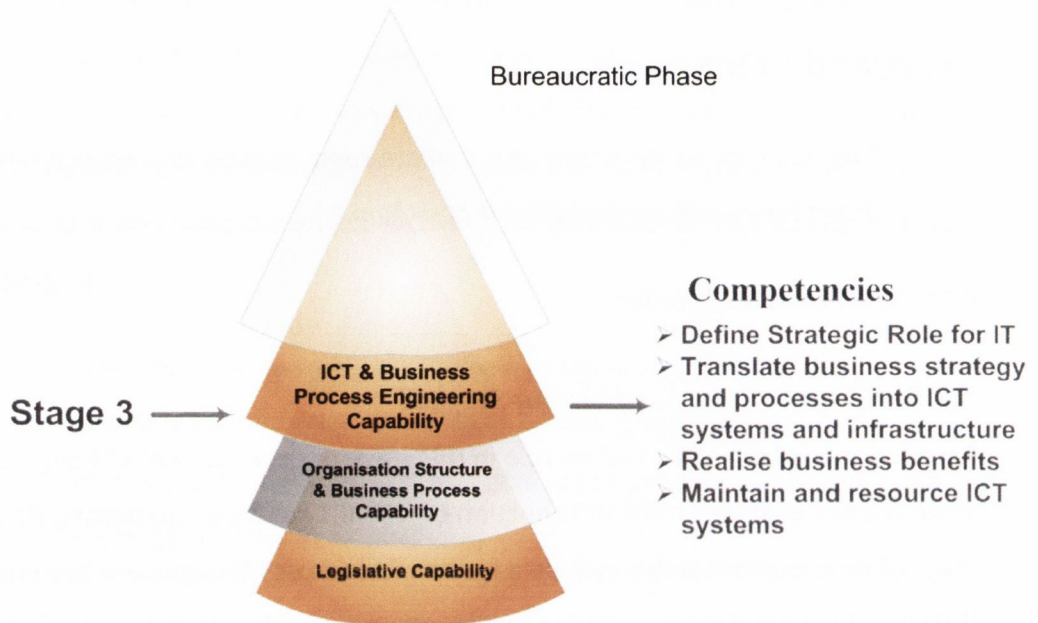 Bureaucratic Phase
Competencies
➢ Define Strategic Role for IT
➢ Translate business strategy
and processes into ICT
systems and infrastructure
➢ Realise business benefits
➢ Maintain and resource ICT
systems
Stage 3
ICT & Business
Process Engineering
Capability
Organisation Structure
& Business Process
Capability
Legislative Capability